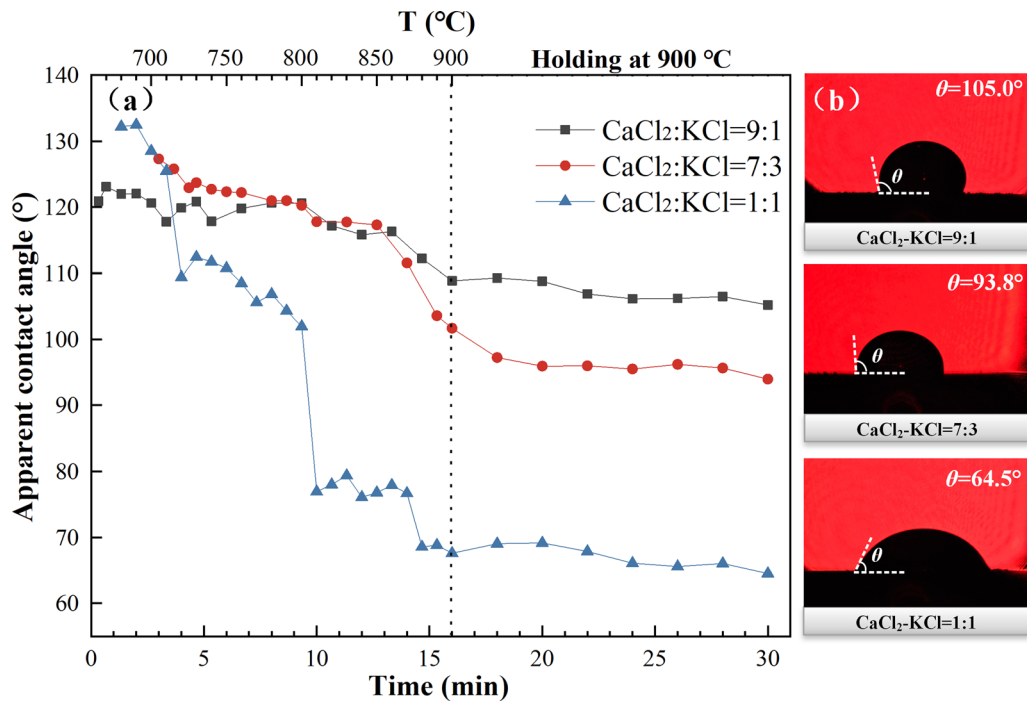 T (℃)
700 750 800 850 900 Holding at 900 ℃
140
130
120
110
100
90
80
70
60
Apparent contact angle (°)
(a)
CaCl₂:KCl=9:1
CaCl₂:KCl=7:3
CaCl₂:KCl=1:1
0 5 10 15 20 25 30
Time (min)
(b)
θ=105.0°
θ
CaCl₂-KCl=9:1
θ=93.8°
θ
CaCl₂-KCl=7:3
θ=64.5°
θ
CaCl₂-KCl=1:1